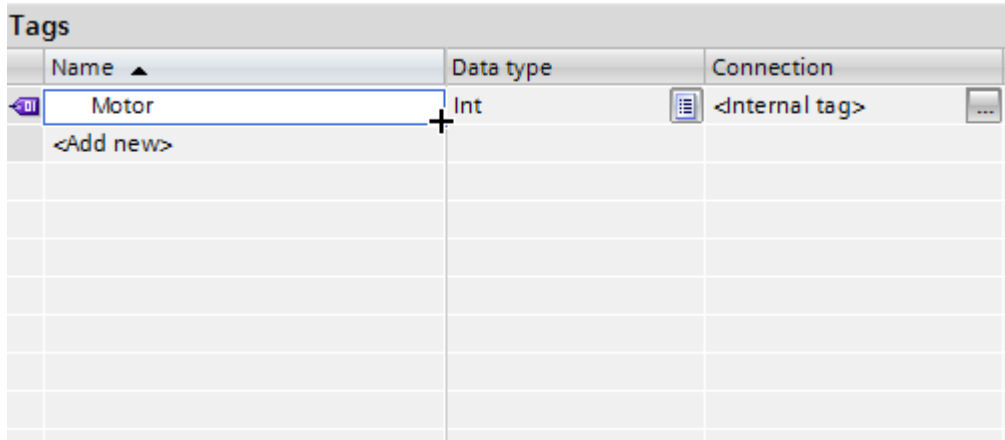 Tags
Name Data type Connection
Motor Int <Internal tag> ...
<Add new>